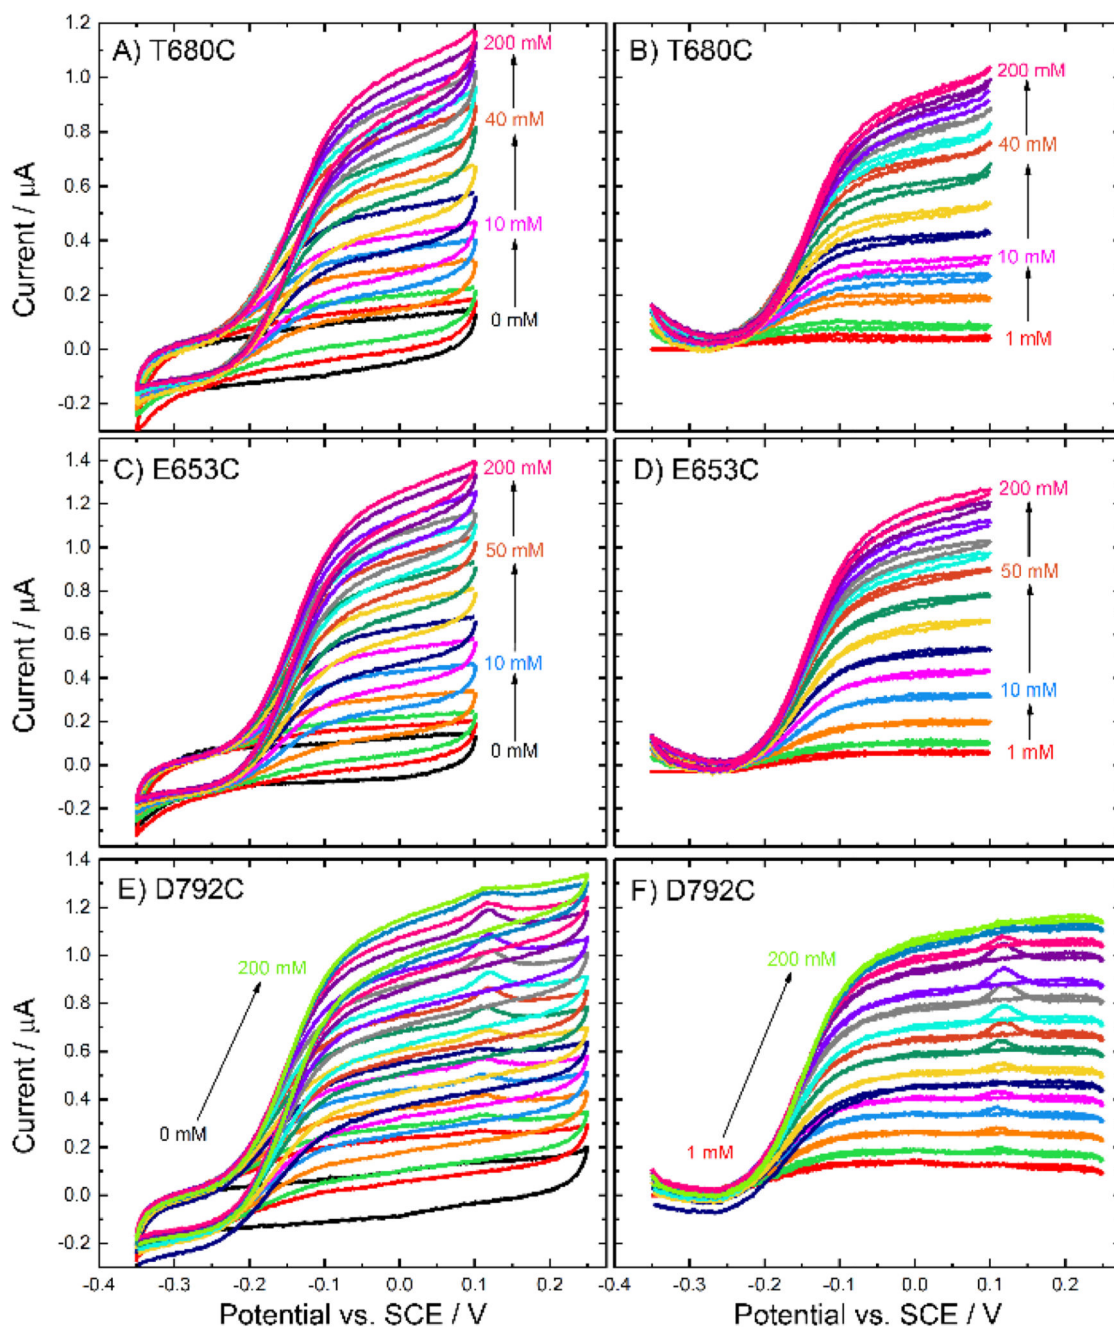 A) T680C
200 mM
40 mM
10 mM
0 mM
1.2
1.0
0.8
0.6
0.4
0.2
0.0
-0.2
Current / μA
B) T680C
200 mM
40 mM
10 mM
1 mM
C) E653C
200 mM
50 mM
10 mM
0 mM
1.4
1.2
1.0
0.8
0.6
0.4
0.2
0.0
-0.2
Current / μA
D) E653C
200 mM
50 mM
10 mM
1 mM
E) D792C
200 mM
0 mM
1.4
1.2
1.0
0.8
0.6
0.4
0.2
0.0
-0.2
Current / μA
F) D792C
200 mM
1 mM
-0.4 -0.3 -0.2 -0.1 0.0 0.1 0.2
-0.4 -0.3 -0.2 -0.1 0.0 0.1 0.2
Potential vs. SCE / V
Potential vs. SCE / V